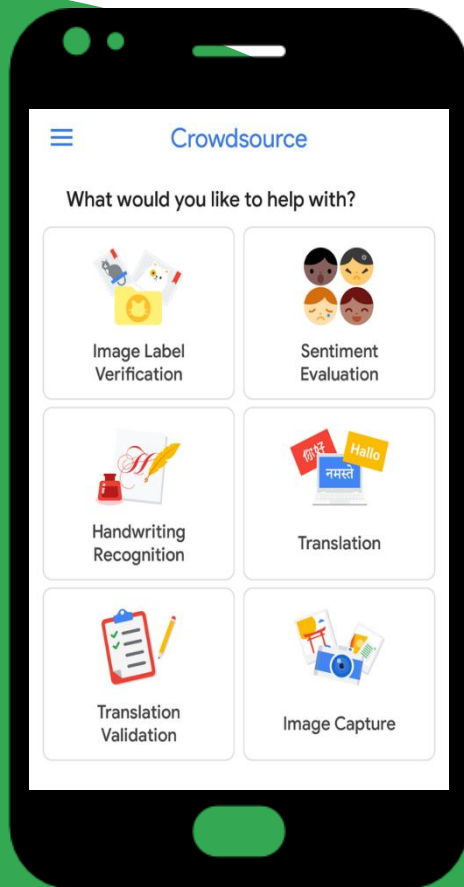 Crowdsource
What would you like to help with?
Image Label
Verification
Sentiment
Evaluation
Handwriting
Recognition
你好
Hallo
नमस्ते
Translation
Translation
Validation
Image Capture